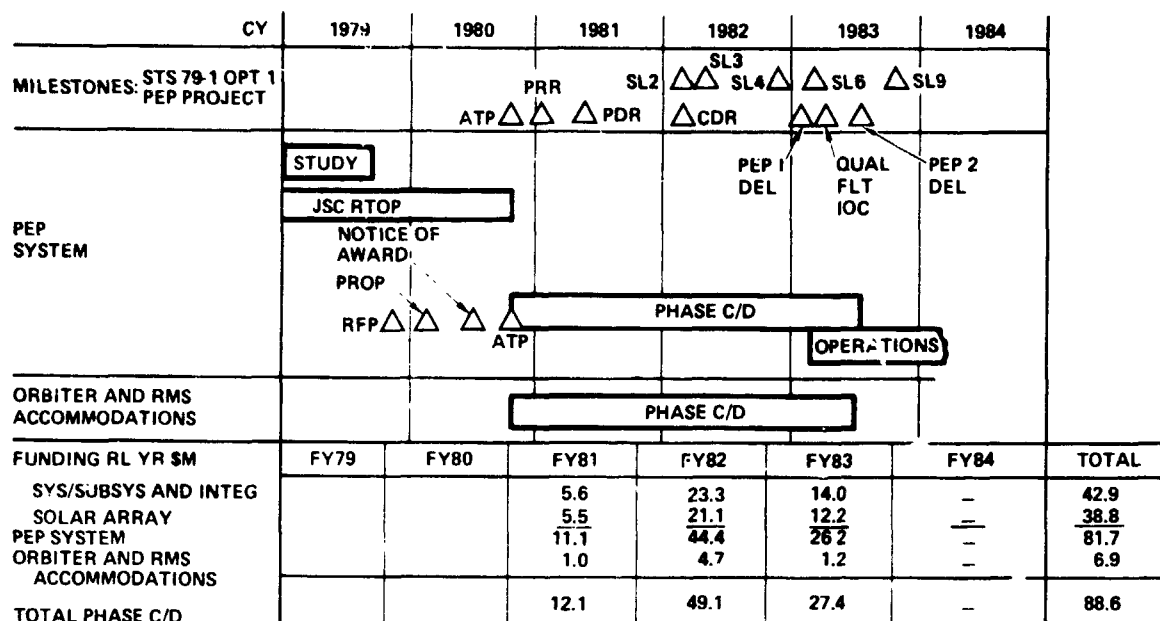 CY 1979 1980 1981 1982 1983 1984
MILESTONES: STS 79-1 OPT 1
PEP PROJECT
SL2 SL3 SL4 SL6 SL9
ATP PRR PDR CDR
PEP 1 DEL
QUAL FLT IOC
PEP 2 DEL
PEP SYSTEM
STUDY
JSC RTOP
NOTICE OF AWARD
PROP
RFP
ATP
PHASE C/D
OPERATIONS
ORBITER AND RMS
ACCOMMODATIONS
PHASE C/D
FUNDING RL YR $M FY79 FY80 FY81 FY82 FY83 FY84 TOTAL
SYS/SUBSYS AND INTEG 5.6 23.3 14.0 – 42.9
SOLAR ARRAY 5.5 21.1 12.2 – 38.8
PEP SYSTEM 11.1 44.4 26.2 – 81.7
ORBITER AND RMS 1.0 4.7 1.2 – 6.9
ACCOMMODATIONS
TOTAL PHASE C/D 12.1 49.1 27.4 – 88.6